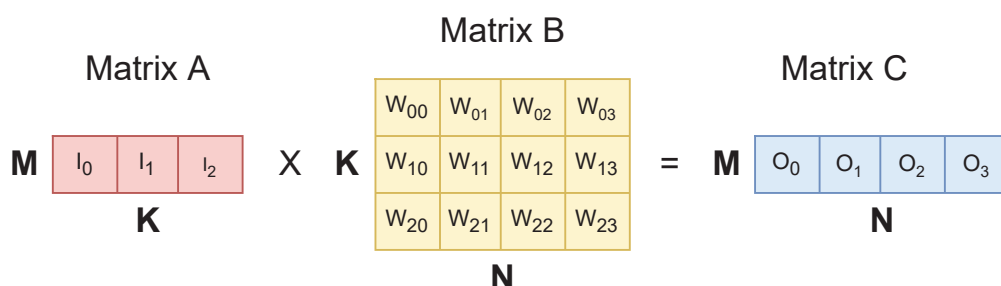 Matrix A
Matrix B
Matrix C
M
I₀ I₁ I₂
K
X
K
W₀₀ W₀₁ W₀₂ W₀₃
W₁₀ W₁₁ W₁₂ W₁₃
W₂₀ W₂₁ W₂₂ W₂₃
N
=
M
O₀ O₁ O₂ O₃
N